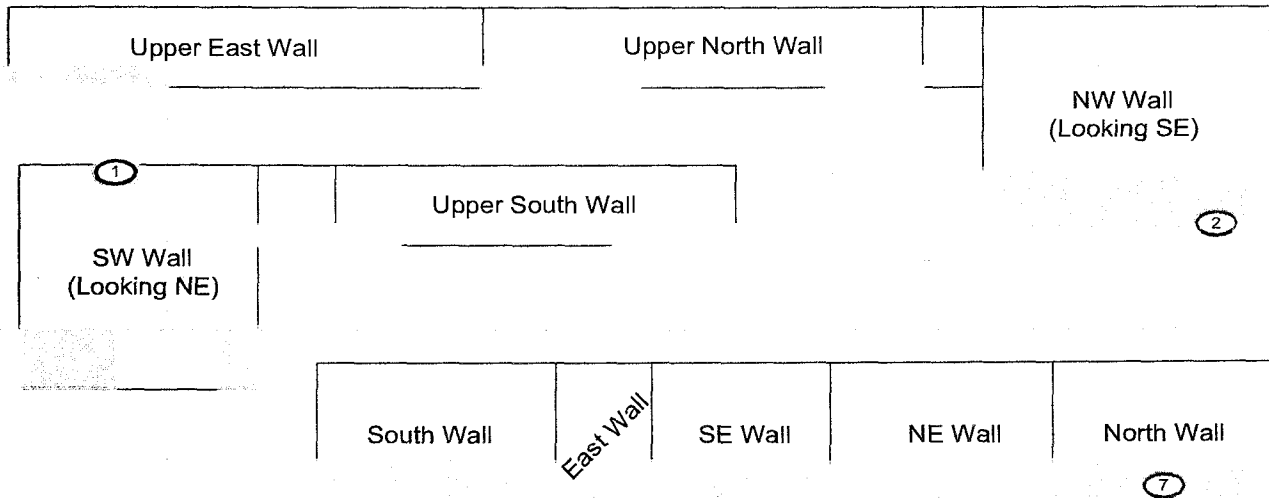 Upper East Wall
Upper North Wall
NW Wall
(Looking SE)
1
Upper South Wall
2
SW Wall
(Looking NE)
South Wall
East Wall
SE Wall
NE Wall
North Wall
7